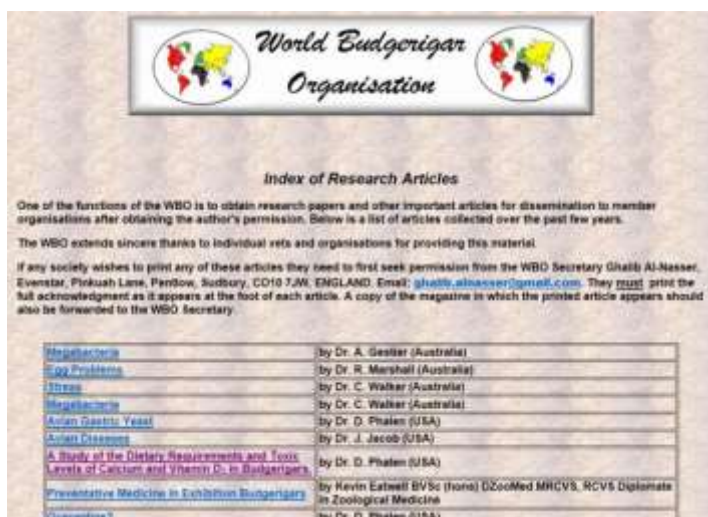 World Budgerigar
Organisation
Index of Research Articles
One of the functions of the WBO is to obtain research papers and other important articles for dissemination to member
organisations after obtaining the author's permission. Below is a list of articles collected over the past few years.
The WBO extends sincere thanks to individual vets and organisations for providing this material.
If any society wishes to print any of these articles they need to first seek permission from the WBO Secretary Ghalib Al-Nasser,
Evenstar, Pinkuah Lane, Pentlow, Sudbury, CO10 7JW, ENGLAND. Email: ghalib.alnasser@gmail.com. They must print the
full acknowledgment as it appears at the foot of each article. A copy of the magazine in which the printed article appears should
also be forwarded to the WBO Secretary.
Megabacteria by Dr. A. Gestier (Australia)
Egg Problems by Dr. R. Marshall (Australia)
Stress by Dr. C. Walker (Australia)
Megabacteria by Dr. C. Walker (Australia)
Avian Gastric Yeast by Dr. D. Phalen (USA)
Avian Diseases by Dr. J. Jacob (USA)
A Study of the Dietary Requirements and Toxic
Levels of Calcium and Vitamin D₃ in Budgerigars. by Dr. D. Phalen (USA)
Preventative Medicine in Exhibition Budgerigars by Kevin Eatwell BVSc (hons) DZooMed MRCVS, RCVS Diplomate
in Zoological Medicine
by Dr. D. Phalen (USA)